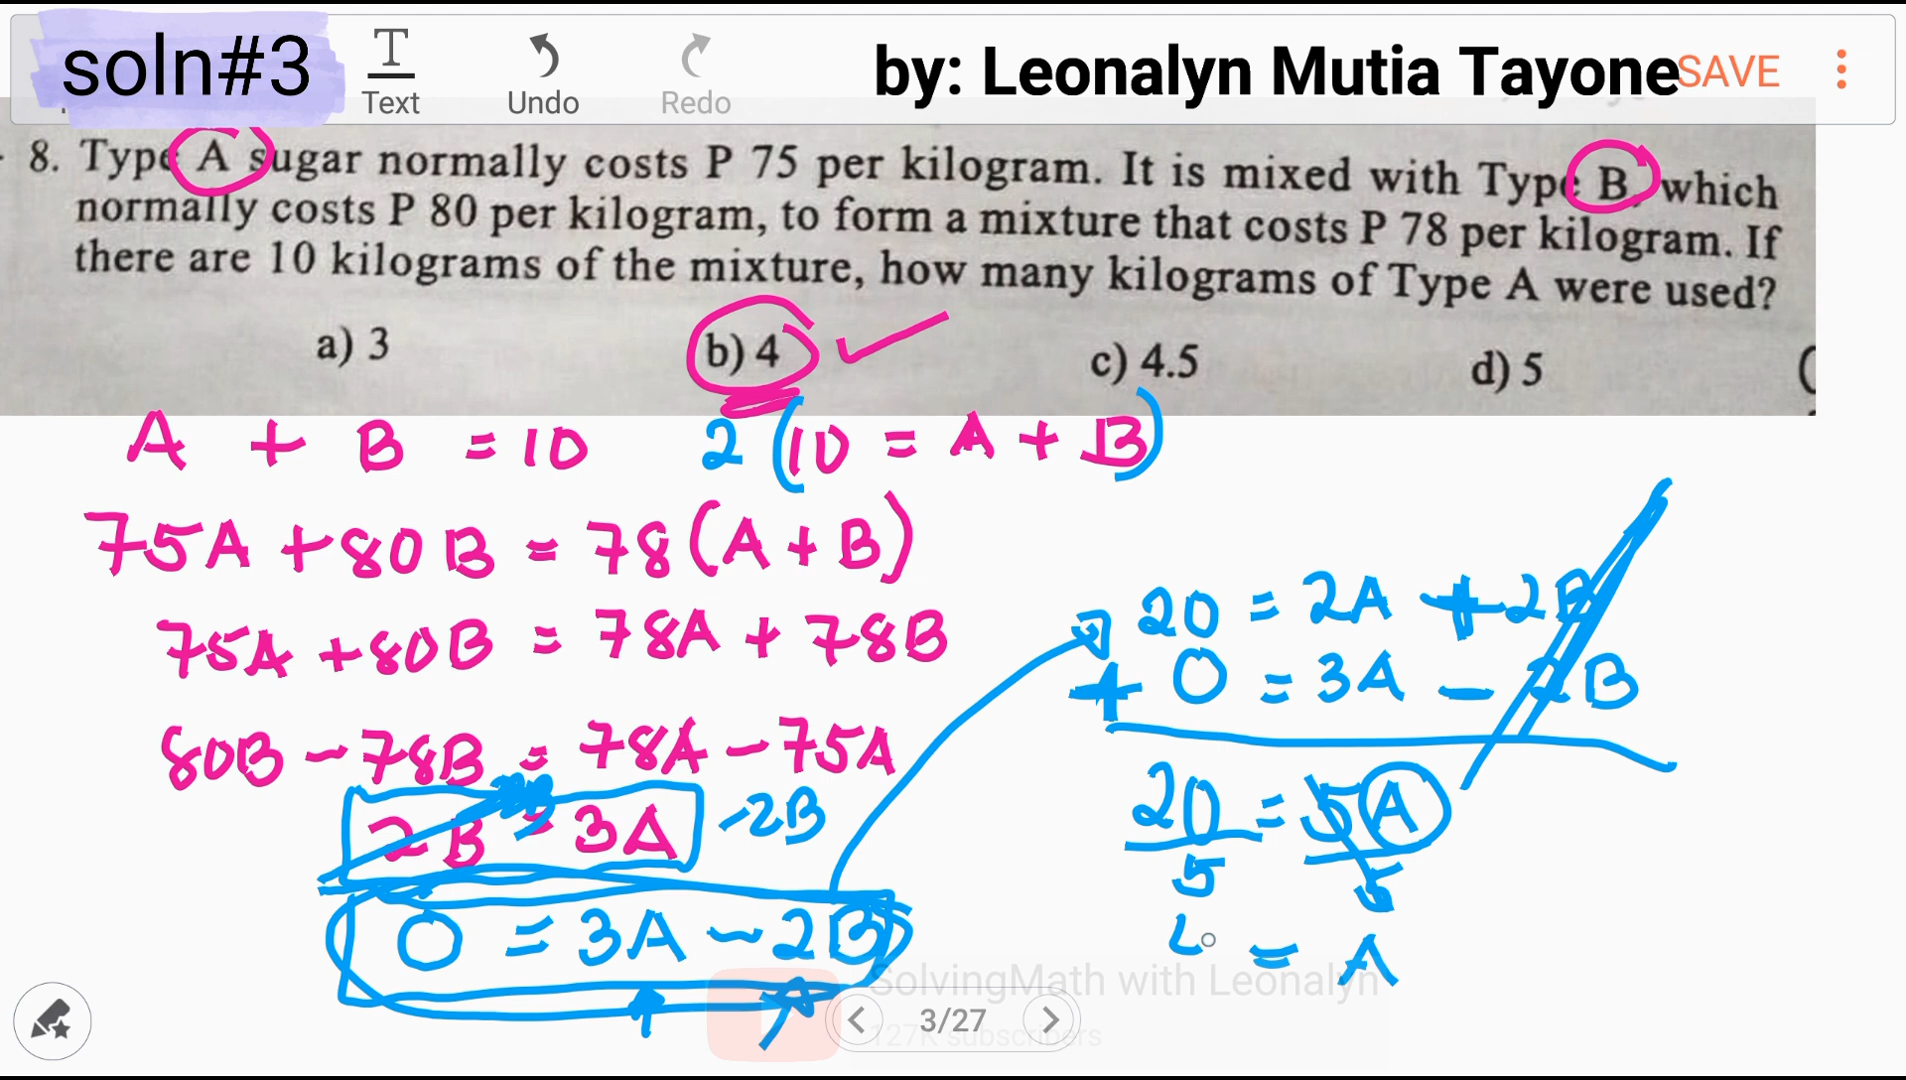 soln#3
Text
Undo
Redo
by: Leonalyn Mutia Tayone
SAVE
8. Type A sugar normally costs P 75 per kilogram. It is mixed with Type B, which
normally costs P 80 per kilogram, to form a mixture that costs P 78 per kilogram. If
there are 10 kilograms of the mixture, how many kilograms of Type A were used?
a) 3
b) 4
c) 4.5
d) 5
A + B = 10
2(10 = A + B)
75A + 80B = 78(A + B)
75A + 80B = 78A + 78B
80B - 78B = 78A - 75A
2B = 3A
-2B
0 = 3A - 2B
20 = 2A + 2B
+ 0 = 3A - 2B
20 = 5A
5 5
= A
SolvingMath with Leonalyn
127K subscribers
3/27